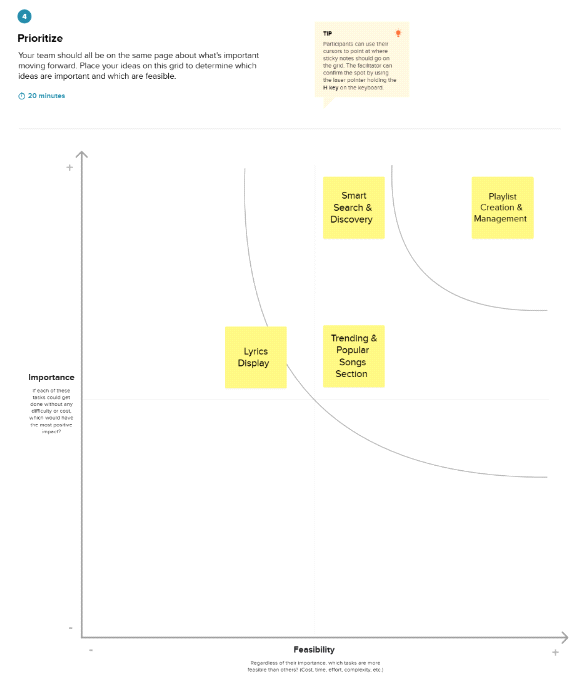 4
Prioritize
Your team should all be on the same page about what's important
moving forward. Place your ideas on this grid to determine which
ideas are important and which are feasible.
20 minutes
TIP
Participants can use their
cursors to point at where
sticky notes should go on
the grid. The facilitator can
confirm the spot by using
the laser pointer holding the
H key on the keyboard.
+
Smart
Search &
Discovery
Playlist
Creation &
Management
Lyrics
Display
Trending &
Popular
Songs
Section
Importance
If each of these
tasks could get
done without any
difficulty or cost,
which would have
the most positive
impact?
-
-
Feasibility
+
Regardless of their importance, which tasks are more
feasible than others? (Cost, time, effort, complexity, etc.)